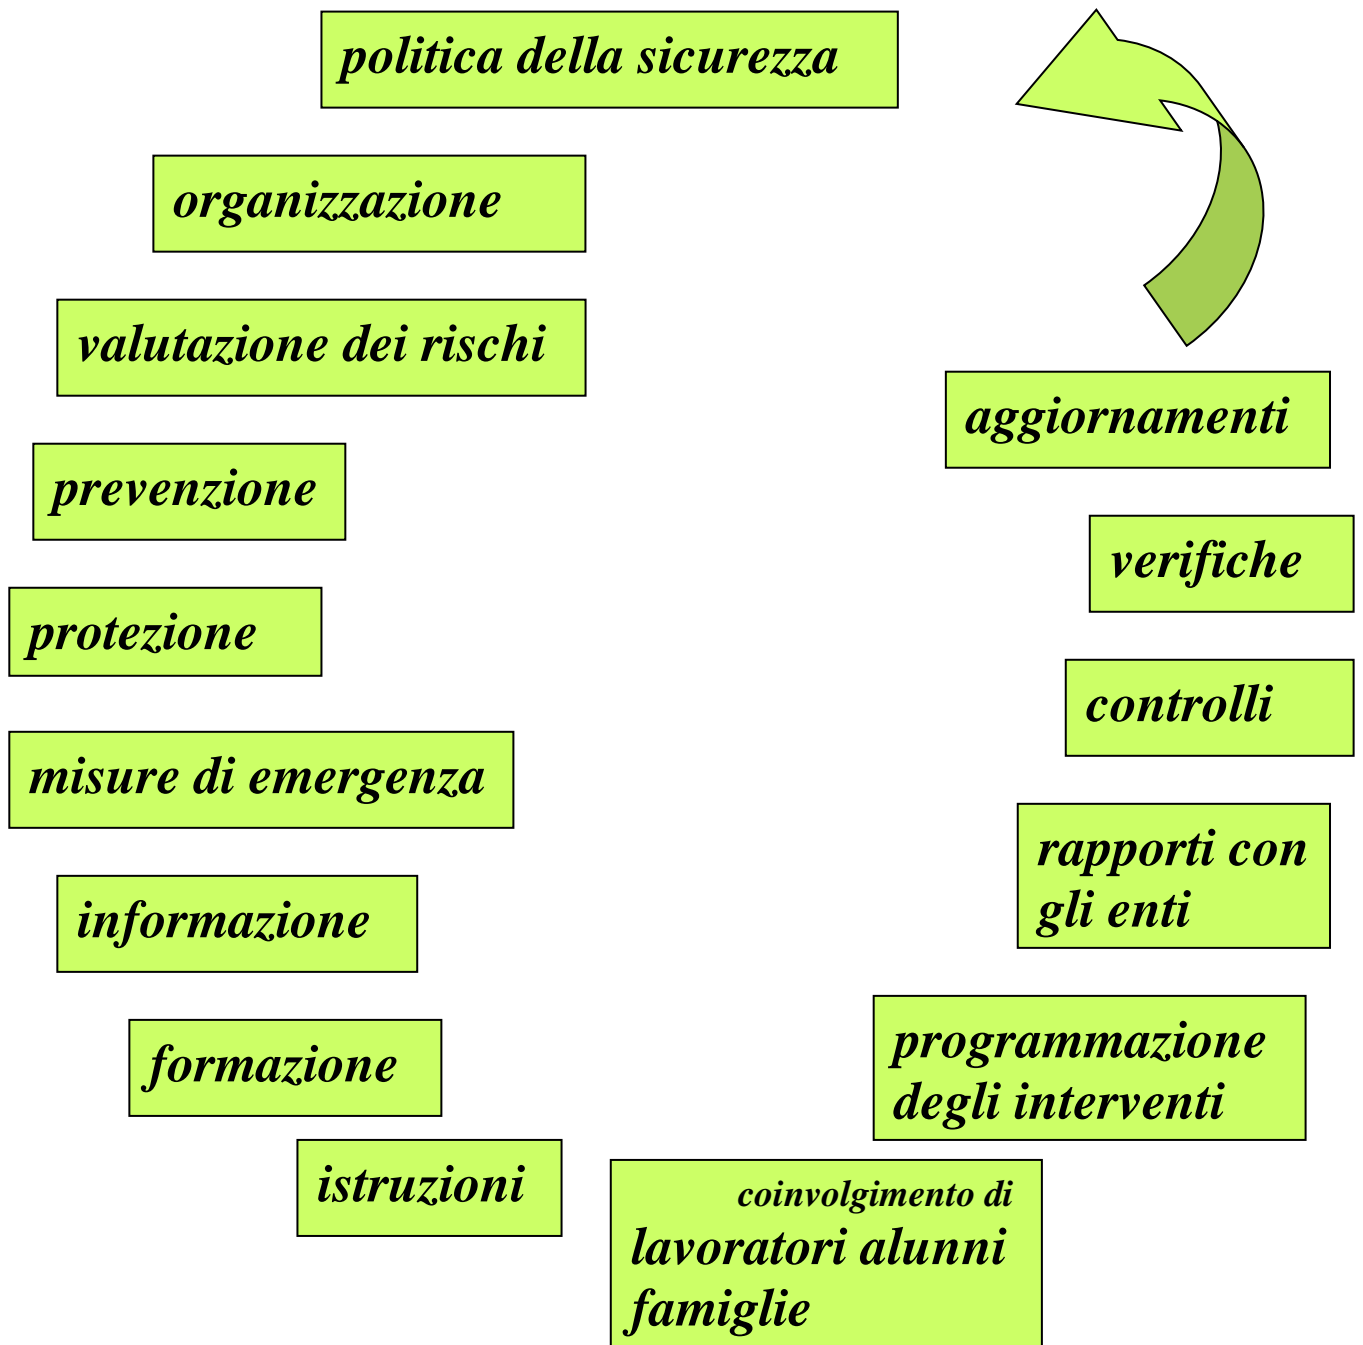 politica della sicurezza
organizzazione
valutazione dei rischi
prevenzione
protezione
misure di emergenza
informazione
formazione
istruzioni
coinvolgimento di
lavoratori alunni
famiglie
programmazione
degli interventi
rapporti con
gli enti
controlli
verifiche
aggiornamenti